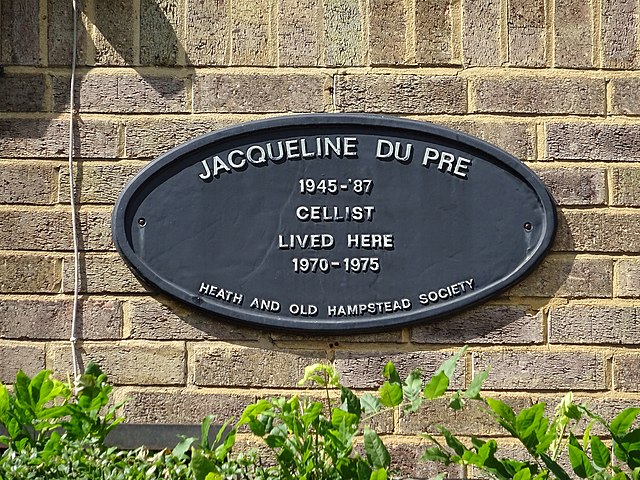 JACQUELINE DU PRE
1945-'87
CELLIST
LIVED HERE
1970-1975
HEATH AND OLD HAMPSTEAD SOCIETY